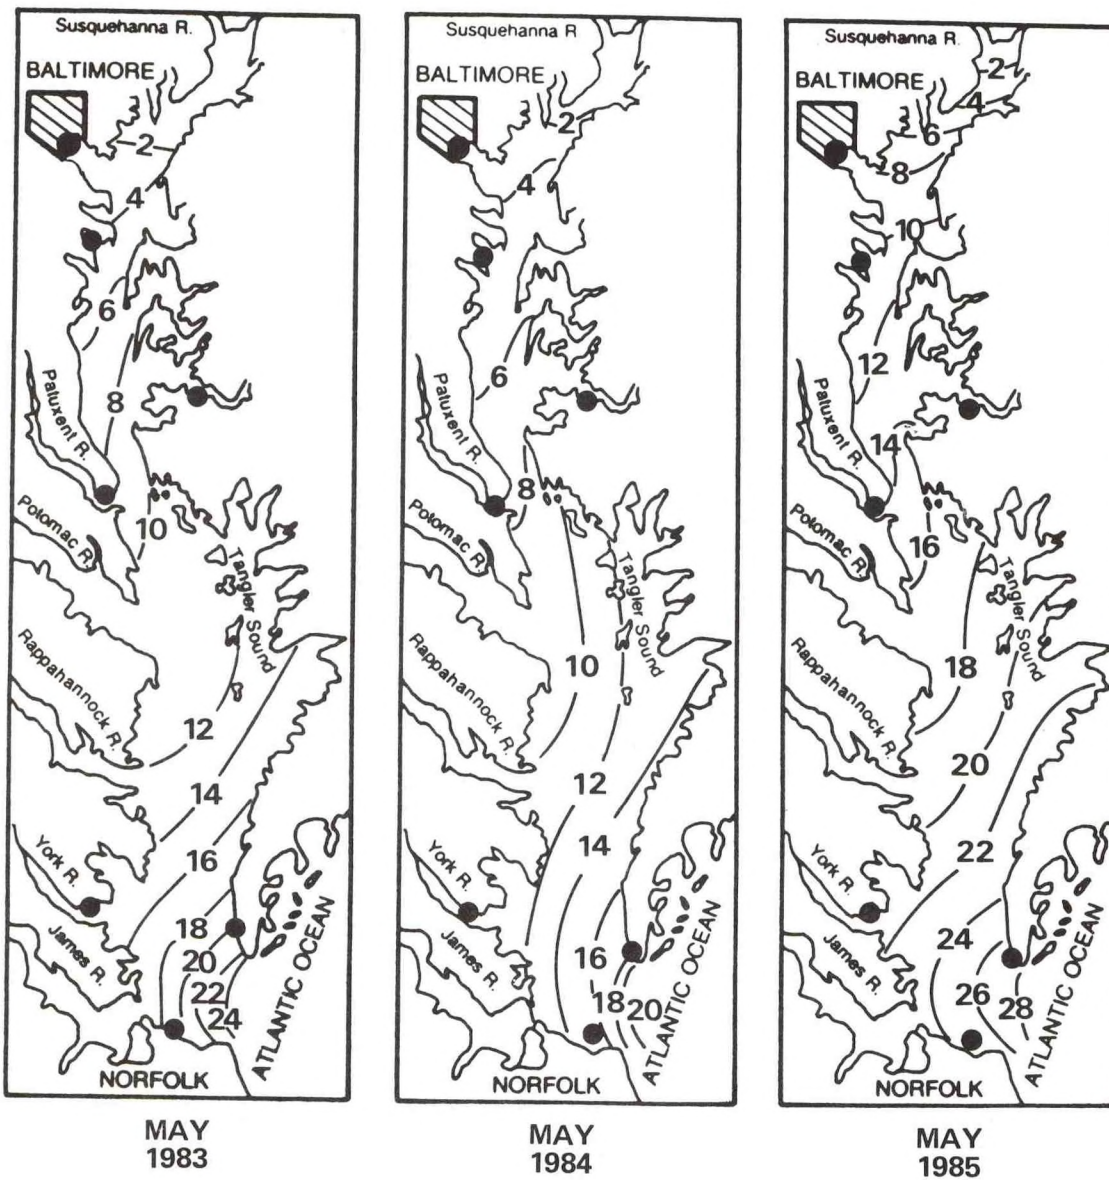 Susquehanna R.
BALTIMORE
2
4
6
8
Patuxent R.
10
Potomac R.
Tangier Sound
Rappahannock R.
12
14
16
York R.
18
James R.
20
22
24
ATLANTIC OCEAN
NORFOLK
MAY
1983
Susquehanna R
BALTIMORE
2
4
6
Patuxent R.
8
Potomac R.
Tangier Sound
10
Rappahannock R.
12
14
York R.
16
James R.
18
20
ATLANTIC OCEAN
NORFOLK
MAY
1984
Susquehanna R.
2
BALTIMORE
4
6
8
10
12
Patuxent R.
14
Potomac R.
16
Tangier Sound
18
Rappahannock R.
20
22
York R.
24
James R.
26
28
ATLANTIC OCEAN
NORFOLK
MAY
1985